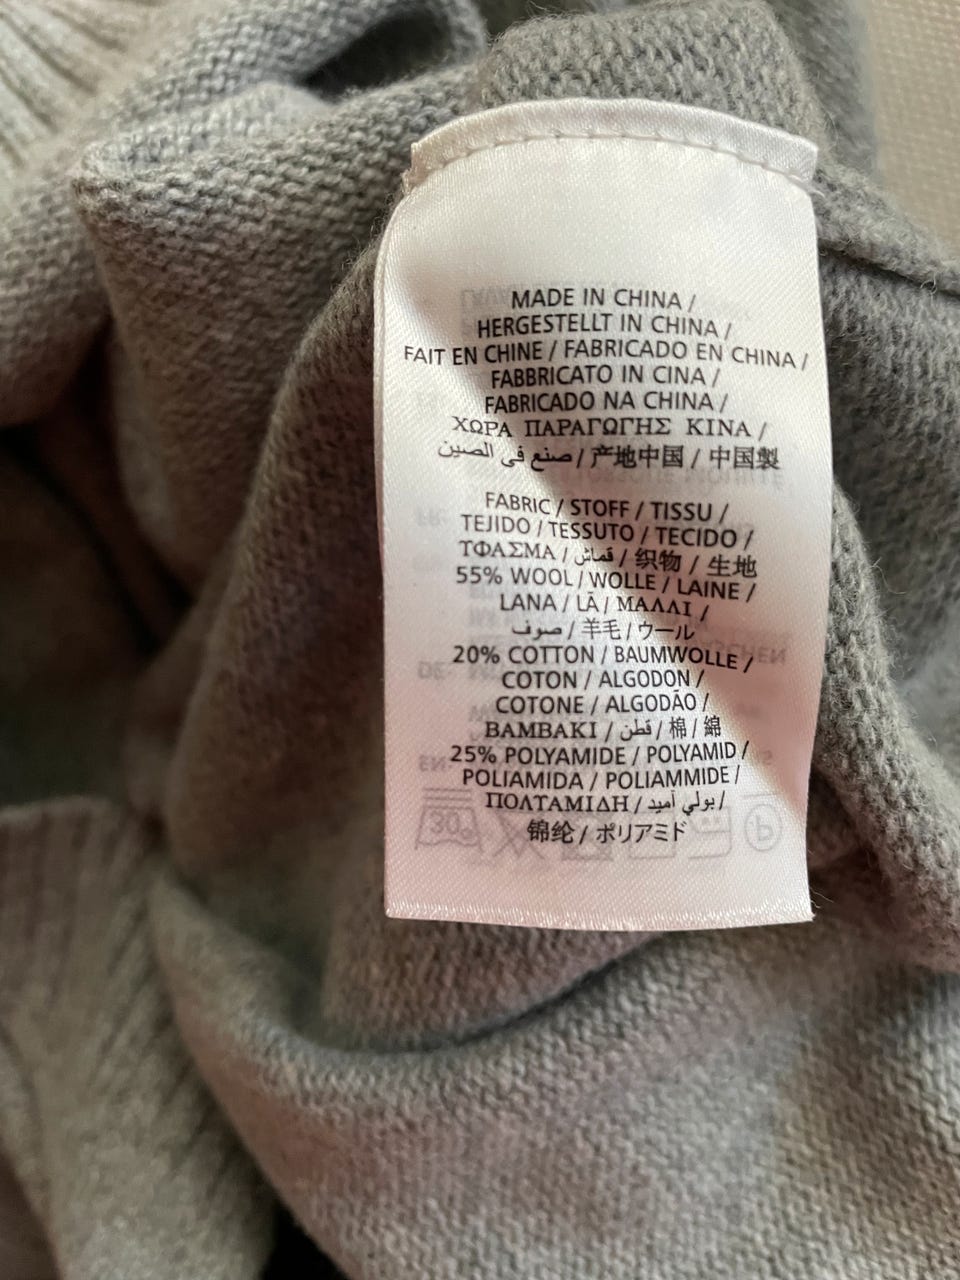 MADE IN CHINA /
HERGESTELLT IN CHINA /
FAIT EN CHINE / FABRICADO EN CHINA /
FABBRICATO IN CINA /
FABRICADO NA CHINA /
ΧΩΡΑ ΠΑΡΑΓΩΓΗΣ ΚΙΝΑ /
صنع في الصين / 产地中国 / 中国製
FABRIC / STOFF / TISSU /
TEJIDO / TESSUTO / TECIDO /
ΥΦΑΣΜΑ / قماش / 织物 / 生地
55% WOOL / WOLLE / LAINE /
LANA / LÃ / ΜΑΛΛΙ /
صوف / 羊毛 / ウール
20% COTTON / BAUMWOLLE /
COTON / ALGODON /
COTONE / ALGODÃO /
ΒΑΜΒΑΚΙ / قطن / 棉 / 綿
25% POLYAMIDE / POLYAMID /
POLIAMIDA / POLIAMMIDE /
ΠΟΛΥΑΜΙΔΗ / بولي أميد /
锦纶 / ポリアミド